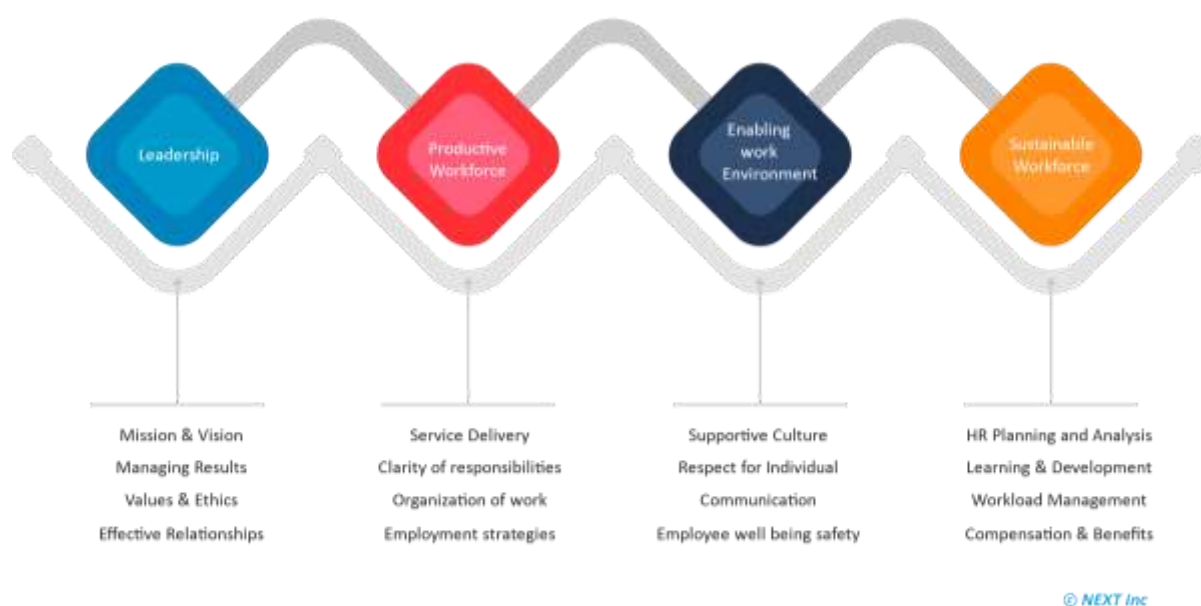 Leadership
Productive
Workforce
Enabling
work
Environment
Sustainable
Workforce
Mission & Vision
Managing Results
Values & Ethics
Effective Relationships
Service Delivery
Clarity of responsibilities
Organization of work
Employment strategies
Supportive Culture
Respect for Individual
Communication
Employee well being safety
HR Planning and Analysis
Learning & Development
Workload Management
Compensation & Benefits
© NEXT Inc